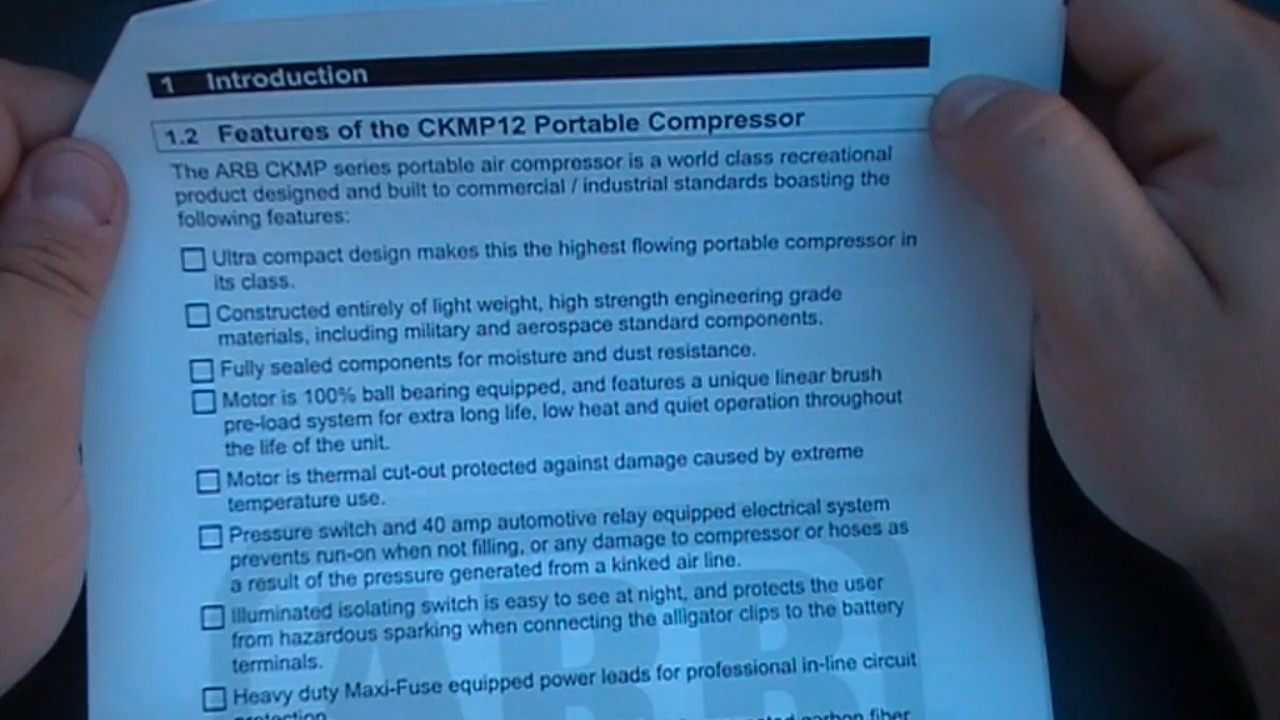 1 Introduction
1.2 Features of the CKMP12 Portable Compressor
The ARB CKMP series portable air compressor is a world class recreational
product designed and built to commercial / industrial standards boasting the
following features:
Ultra compact design makes this the highest flowing portable compressor in
its class.
Constructed entirely of light weight, high strength engineering grade
materials, including military and aerospace standard components.
Fully sealed components for moisture and dust resistance.
Motor is 100% ball bearing equipped, and features a unique linear brush
pre-load system for extra long life, low heat and quiet operation throughout
the life of the unit.
Motor is thermal cut-out protected against damage caused by extreme
temperature use.
Pressure switch and 40 amp automotive relay equipped electrical system
prevents run-on when not filling, or any damage to compressor or hoses as
a result of the pressure generated from a kinked air line.
Illuminated isolating switch is easy to see at night, and protects the user
from hazardous sparking when connecting the alligator clips to the battery
terminals.
Heavy duty Maxi-Fuse equipped power leads for professional in-line circuit
protection
carbon fiber
ARB